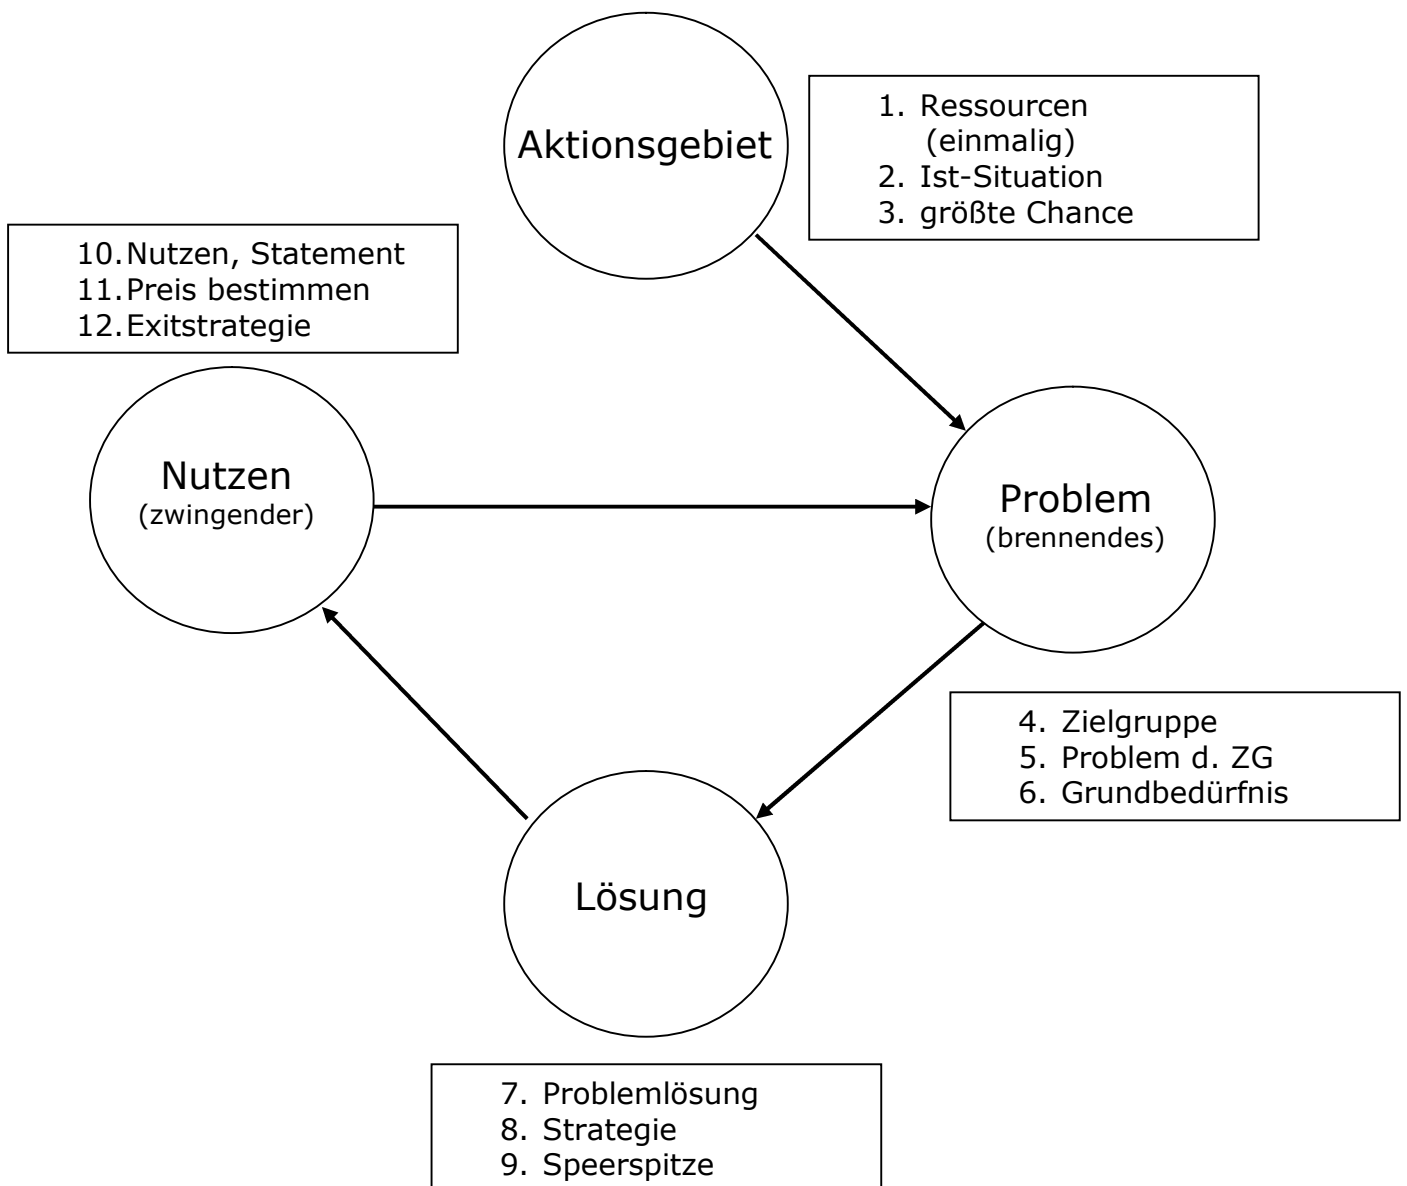 Aktionsgebiet
1. Ressourcen
(einmalig)
2. Ist-Situation
3. größte Chance
10.Nutzen, Statement
11.Preis bestimmen
12.Exitstrategie
Nutzen
(zwingender)
Problem
(brennendes)
4. Zielgruppe
5. Problem d. ZG
6. Grundbedürfnis
Lösung
7. Problemlösung
8. Strategie
9. Speerspitze